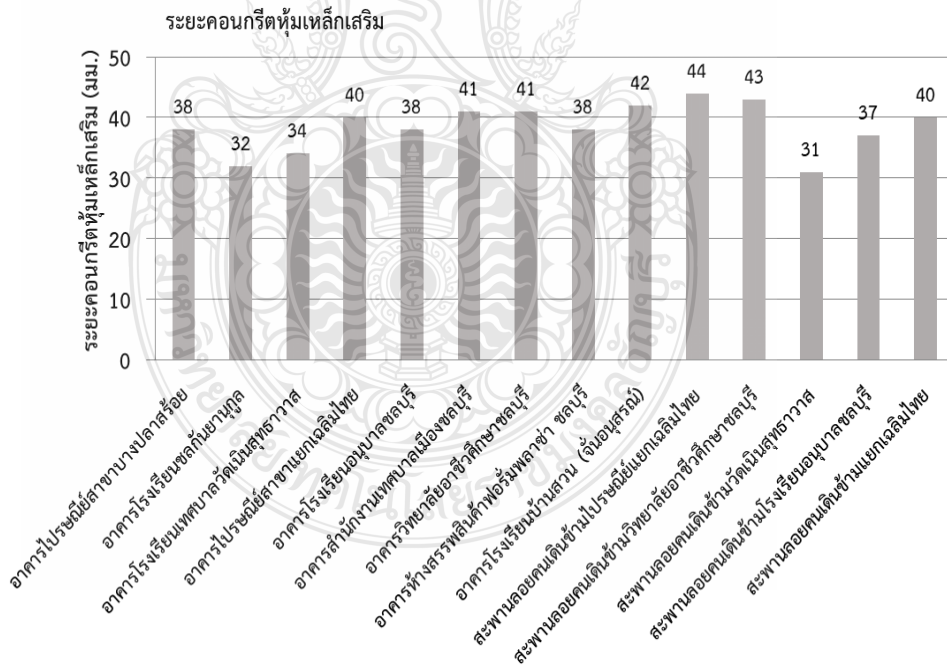 ระยะคอนกรีตหุ้มเหล็กเสริม
ระยะคอนกรีตหุ้มเหล็กเสริม (มม.)
50
40
30
20
10
0
38
32
34
40
38
41
41
38
42
44
43
31
37
40
อาคารไปรษณีย์สาขาบางปลาสร้อย
อาคารโรงเรียนชลกันยานุกูล
อาคารโรงเรียนเทศบาลวัดเนินสุทธาวาส
อาคารไปรษณีย์สาขาแยกเฉลิมไทย
อาคารโรงเรียนอนุบาลชลบุรี
อาคารสำนักงานเทศบาลเมืองชลบุรี
อาคารวิทยาลัยอาชีวศึกษาชลบุรี
อาคารห้างสรรพสินค้าฟอรั่มพลาซ่า ชลบุรี
อาคารโรงเรียนบ้านสวน (จั่นอนุสรณ์)
สะพานลอยคนเดินข้ามไปรษณีย์แยกเฉลิมไทย
สะพานลอยคนเดินข้ามวิทยาลัยอาชีวศึกษาชลบุรี
สะพานลอยคนเดินข้ามวัดเนินสุทธาวาส
สะพานลอยคนเดินข้ามโรงเรียนอนุบาลชลบุรี
สะพานลอยคนเดินข้ามแยกเฉลิมไทย